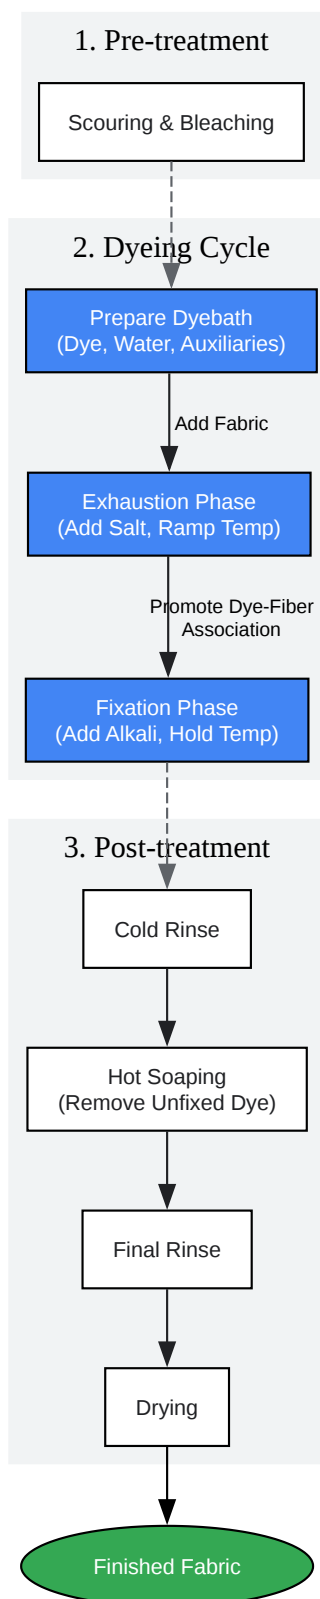 1. Pre-treatment
Scouring & Bleaching
2. Dyeing Cycle
Prepare Dyebath
(Dye, Water, Auxiliaries)
Add Fabric
Exhaustion Phase
(Add Salt, Ramp Temp)
Promote Dye-Fiber
Association
Fixation Phase
(Add Alkali, Hold Temp)
3. Post-treatment
Cold Rinse
Hot Soaping
(Remove Unfixed Dye)
Final Rinse
Drying
Finished Fabric